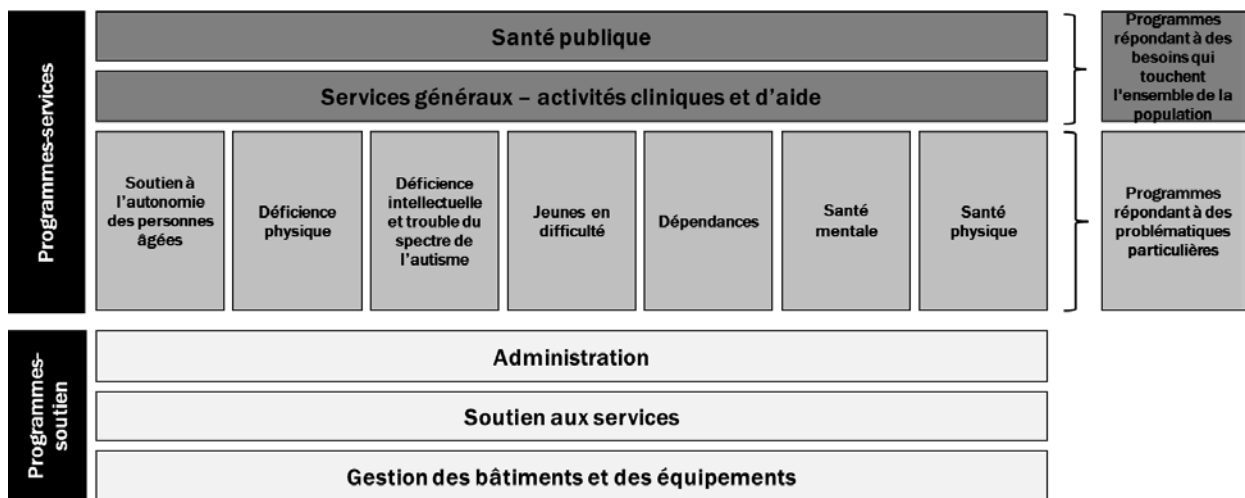 Programmes-services
Santé publique
Services généraux – activités cliniques et d’aide
Programmes
répondant à des
besoins qui
touchent
l'ensemble de la
population
Soutien à
l’autonomie
des personnes
âgées
Déficience
physique
Déficience
intellectuelle
et trouble du
spectre de
l’autisme
Jeunes en
difficulté
Dépendances
Santé
mentale
Santé
physique
Programmes
répondant à des
problématiques
particulières
Programmes-
soutien
Administration
Soutien aux services
Gestion des bâtiments et des équipements